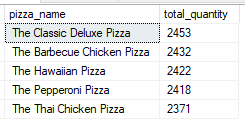 pizza_name total_quantity
The Classic Deluxe Pizza 2453
The Barbecue Chicken Pizza 2432
The Hawaiian Pizza 2422
The Pepperoni Pizza 2418
The Thai Chicken Pizza 2371